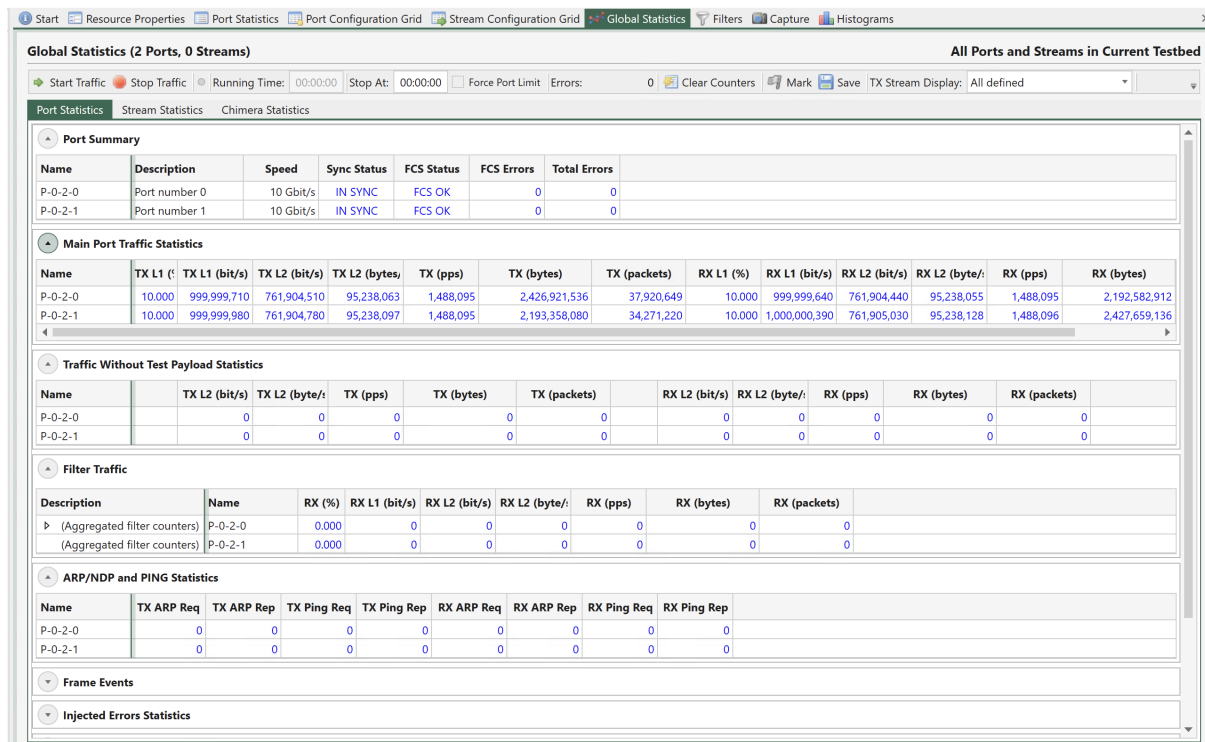 Start Resource Properties Port Statistics Port Configuration Grid Stream Configuration Grid Global Statistics Filters Capture Histograms
Global Statistics (2 Ports, 0 Streams) All Ports and Streams in Current Testbed
Start Traffic Stop Traffic Running Time: 00:00:00 Stop At: 00:00:00 Force Port Limit Errors: 0 Clear Counters Mark Save TX Stream Display: All defined
Port Statistics Stream Statistics Chimera Statistics
Port Summary
Name Description Speed Sync Status FCS Status FCS Errors Total Errors
P-0-2-0 Port number 0 10 Gbit/s IN SYNC FCS OK 0 0
P-0-2-1 Port number 1 10 Gbit/s IN SYNC FCS OK 0 0
Main Port Traffic Statistics
Name TX L1 (% TX L1 (bit/s) TX L2 (bit/s) TX L2 (bytes/ TX (pps) TX (bytes) TX (packets) RX L1 (%) RX L1 (bit/s) RX L2 (bit/s) RX L2 (byte/s RX (pps) RX (bytes)
P-0-2-0 10.000 999,999,710 761,904,510 95,238,063 1,488,095 2,426,921,536 37,920,649 10.000 999,999,640 761,904,440 95,238,055 1,488,095 2,192,582,912
P-0-2-1 10.000 999,999,980 761,904,780 95,238,097 1,488,095 2,193,358,080 34,271,220 10.000 1,000,000,390 761,905,030 95,238,128 1,488,096 2,427,659,136
Traffic Without Test Payload Statistics
Name TX L2 (bit/s) TX L2 (byte/s TX (pps) TX (bytes) TX (packets) RX L2 (bit/s) RX L2 (byte/s RX (pps) RX (bytes) RX (packets)
P-0-2-0 0 0 0 0 0 0 0 0 0 0
P-0-2-1 0 0 0 0 0 0 0 0 0 0
Filter Traffic
Description Name RX (%) RX L1 (bit/s) RX L2 (bit/s) RX L2 (byte/s RX (pps) RX (bytes) RX (packets)
(Aggregated filter counters) P-0-2-0 0.000 0 0 0 0 0 0
(Aggregated filter counters) P-0-2-1 0.000 0 0 0 0 0 0
ARP/NDP and PING Statistics
Name TX ARP Req TX ARP Rep TX Ping Req TX Ping Rep RX ARP Req RX ARP Rep RX Ping Req RX Ping Rep
P-0-2-0 0 0 0 0 0 0 0 0
P-0-2-1 0 0 0 0 0 0 0 0
Frame Events
Injected Errors Statistics